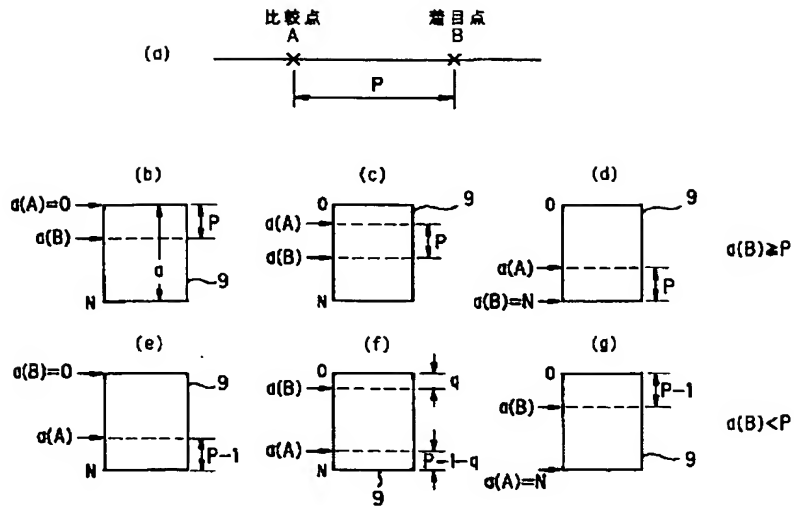 比較点 着目点
A B
(a)
P
(b) (c) (d)
a(A)=0 P 0 9 0 9
a(B) a a(A) P a(A) P a(B)≧P
9 a(B) a(B)=N
N N
(e) (f) (g)
a(B)=0 9 0 q 0 P-1
a(B) a(B) a(B)<P
a(A) P-1 a(A) P-1-q 9
N N 9 a(A)=N